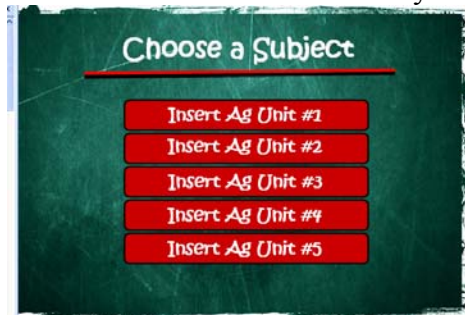 Choose a Subject
Insert Ag Unit #1
Insert Ag Unit #2
Insert Ag Unit #3
Insert Ag Unit #4
Insert Ag Unit #5